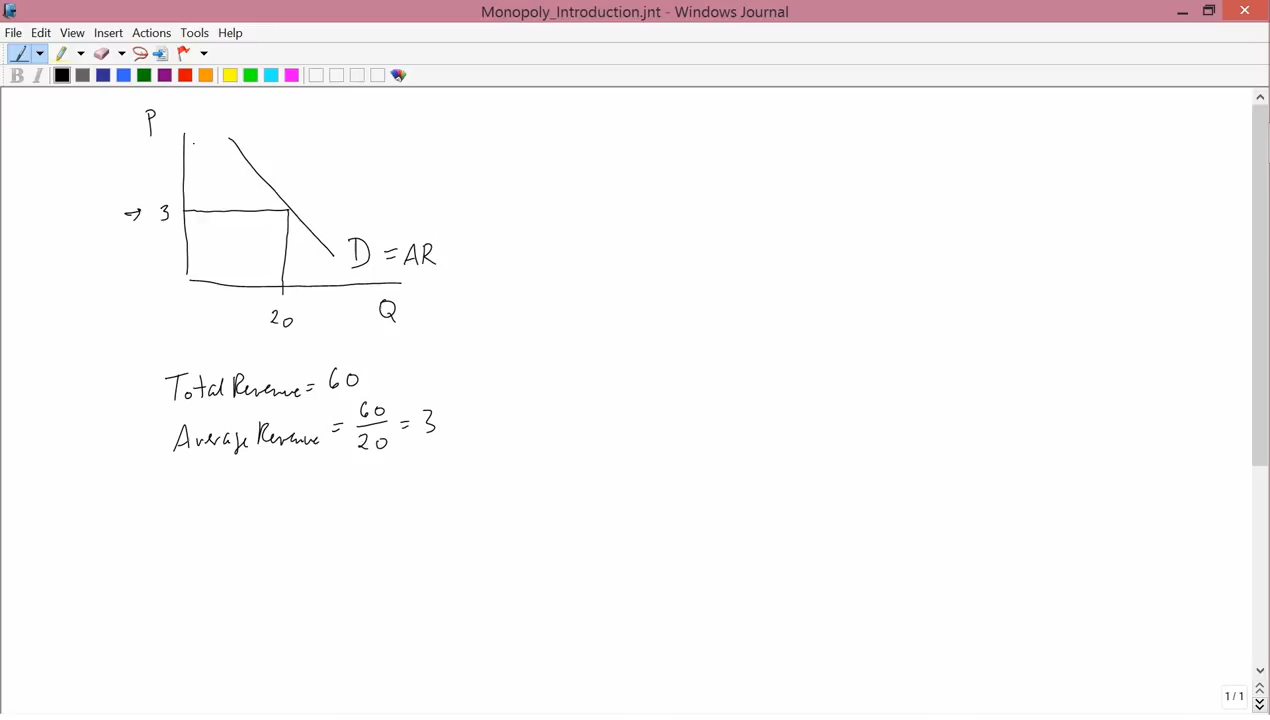 Monopoly_Introduction.jnt - Windows Journal
File Edit View Insert Actions Tools Help
B I
P
→ 3
D = AR
20
Q
Total Revenue = 60
Average Revenue = 60/20 = 3
1 / 1